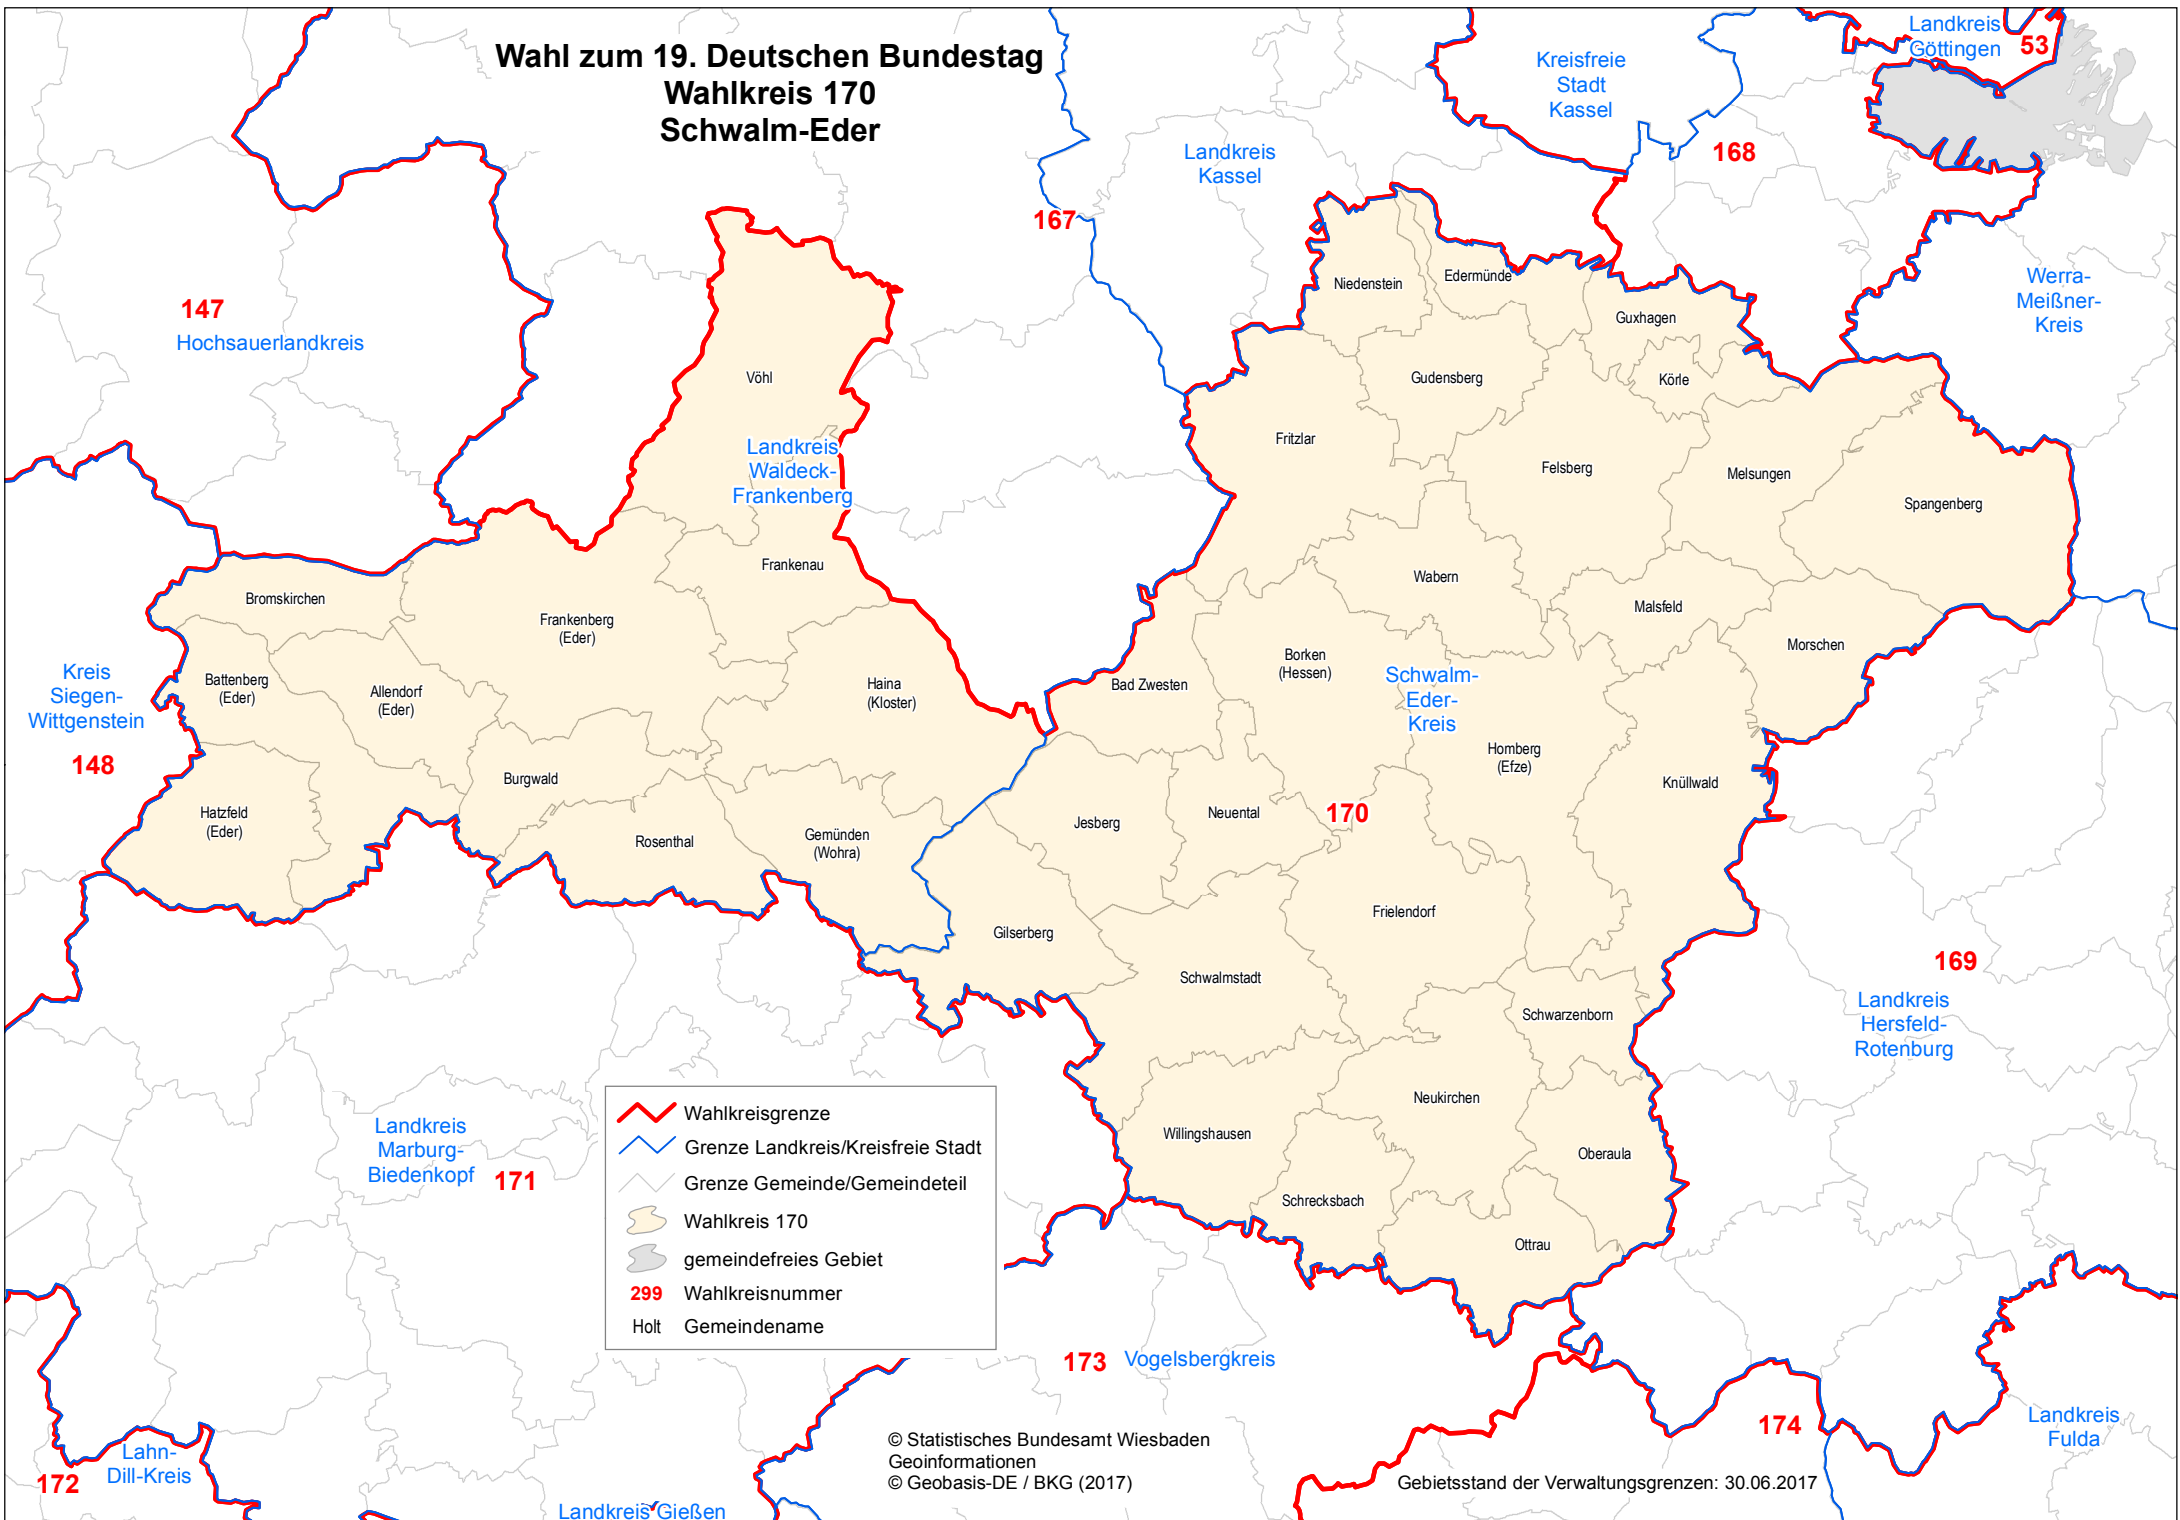 Wahl zum 19. Deutschen Bundestag
Wahlkreis 170
Schwalm-Eder
Landkreis
Göttingen
53
Kreisfreie
Stadt
Kassel
168
Landkreis
Kassel
167
147
Hochsauerlandkreis
Werra-
Meißner-
Kreis
Niedenstein
Edermünde
Guxhagen
Körle
Gudensberg
Vöhl
Fritzlar
Felsberg
Melsungen
Spangenberg
Landkreis
Waldeck-
Frankenberg
Frankenau
Wabern
Malsfeld
Morschen
Bromskirchen
Frankenberg
(Eder)
Battenberg
(Eder)
Allendorf
(Eder)
Haina
(Kloster)
Bad Zwesten
Borken
(Hessen)
Schwalm-
Eder-
Kreis
Kreis
Siegen-
Wittgenstein
148
Homberg
(Efze)
Knüllwald
Burgwald
Hatzfeld
(Eder)
Rosenthal
Gemünden
(Wohra)
Jesberg
Neuental
170
Frielendorf
Gilserberg
Schwalmstadt
Schwarzenborn
169
Landkreis
Hersfeld-
Rotenburg
Neukirchen
Willingshausen
Oberaula
Schrecksbach
Ottrau
Landkreis
Marburg-
Biedenkopf
171
Wahlkreisgrenze
Grenze Landkreis/Kreisfreie Stadt
Grenze Gemeinde/Gemeindeteil
Wahlkreis 170
gemeindefreies Gebiet
299 Wahlkreisnummer
Holt Gemeindename
173 Vogelsbergkreis
174
Landkreis
Fulda
172
Lahn-
Dill-Kreis
Landkreis Gießen
© Statistisches Bundesamt Wiesbaden
Geoinformationen
© Geobasis-DE / BKG (2017)
Gebietsstand der Verwaltungsgrenzen: 30.06.2017